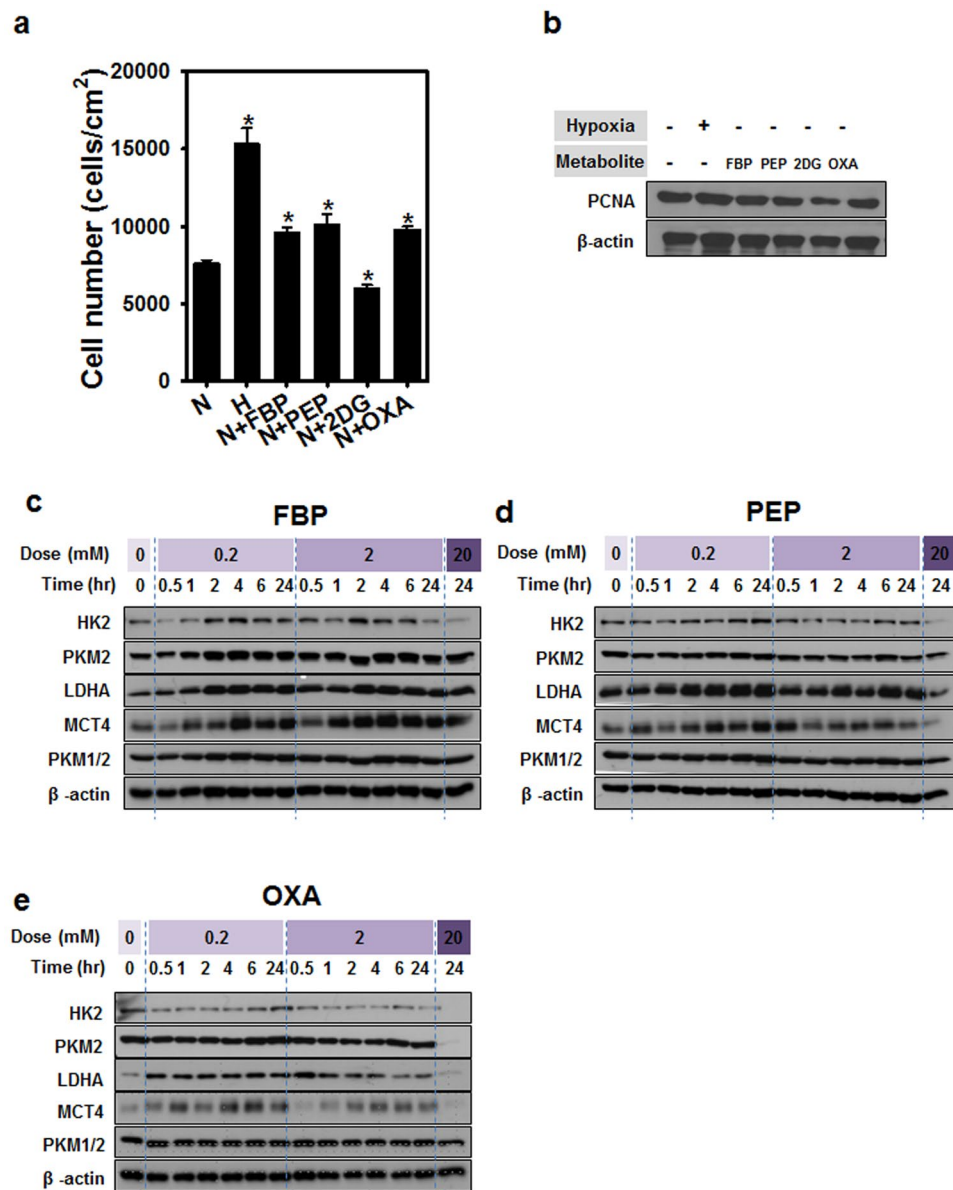 a
20000
15000
10000
5000
0
Cell number (cells/cm²)
* * * * *
N H N+FBP N+PEP N+2DG N+OXA
b
Hypoxia - + - - - -
Metabolite - - FBP PEP 2DG OXA
PCNA
β-actin
c
FBP
Dose (mM) 0 0.2 2 20
Time (hr) 0 0.5 1 2 4 6 24 0.5 1 2 4 6 24 24
HK2
PKM2
LDHA
MCT4
PKM1/2
β -actin
d
PEP
Dose (mM) 0 0.2 2 20
Time (hr) 0 0.5 1 2 4 6 24 0.5 1 2 4 6 24 24
HK2
PKM2
LDHA
MCT4
PKM1/2
β -actin
e
OXA
Dose (mM) 0 0.2 2 20
Time (hr) 0 0.5 1 2 4 6 24 0.5 1 2 4 6 24 24
HK2
PKM2
LDHA
MCT4
PKM1/2
β -actin